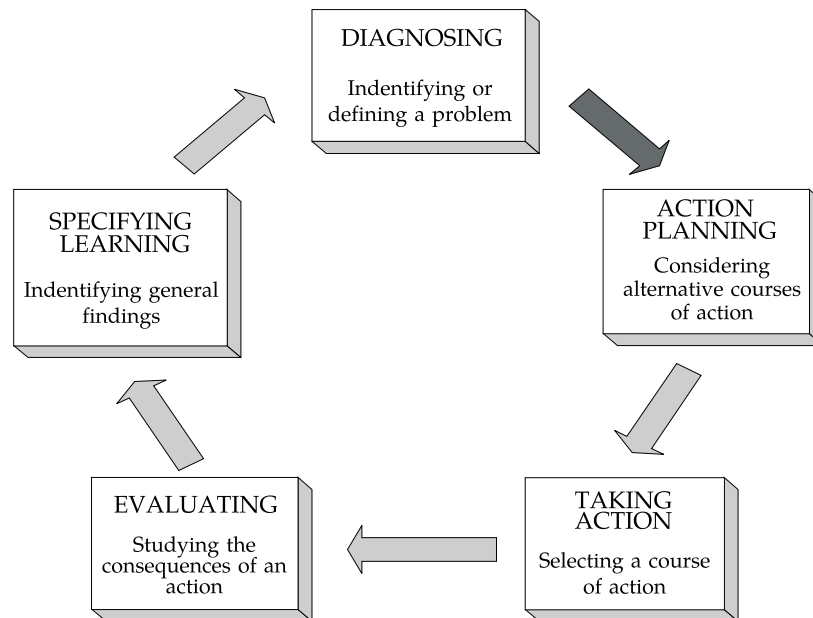 DIAGNOSING
Indentifying or
defining a problem
ACTION
PLANNING
Considering
alternative courses
of action
TAKING
ACTION
Selecting a course
of action
EVALUATING
Studying the
consequences of an
action
SPECIFYING
LEARNING
Indentifying general
findings